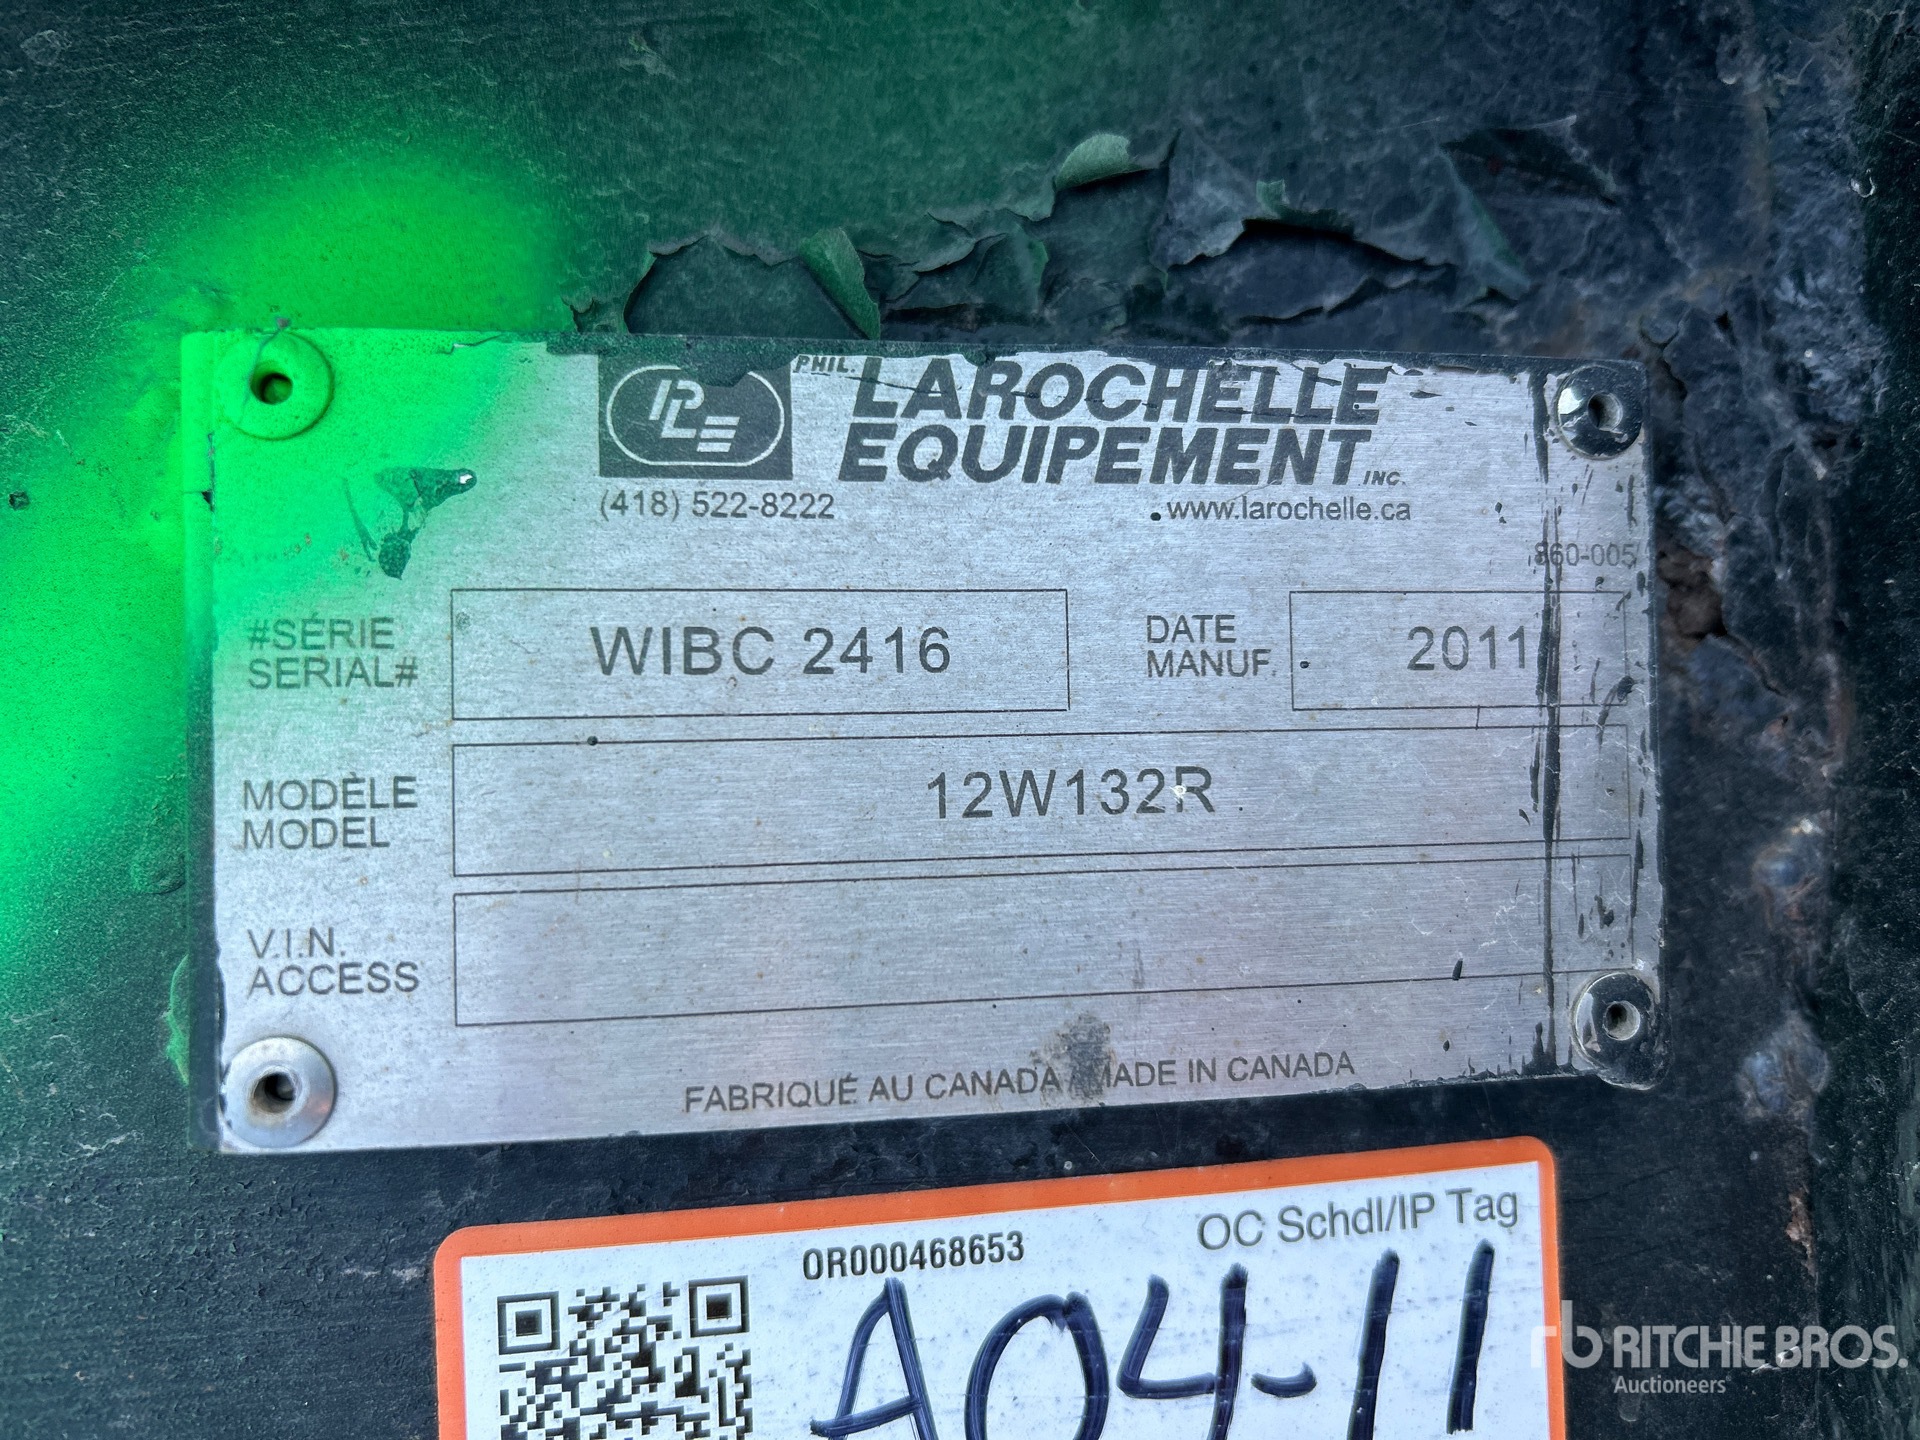 PLE
PHIL. LAROCHELLE
EQUIPEMENT INC.
(418) 522-8222
www.larochelle.ca
860-005
#SÉRIE
SERIAL#
WIBC 2416
DATE
MANUF.
2011
MODÈLE
MODEL
12W132R
V.I.N.
ACCESS
FABRIQUÉ AU CANADA / MADE IN CANADA
OR000468653
OC Schdl/IP Tag
A04-11
rb RITCHIE BROS.
Auctioneers